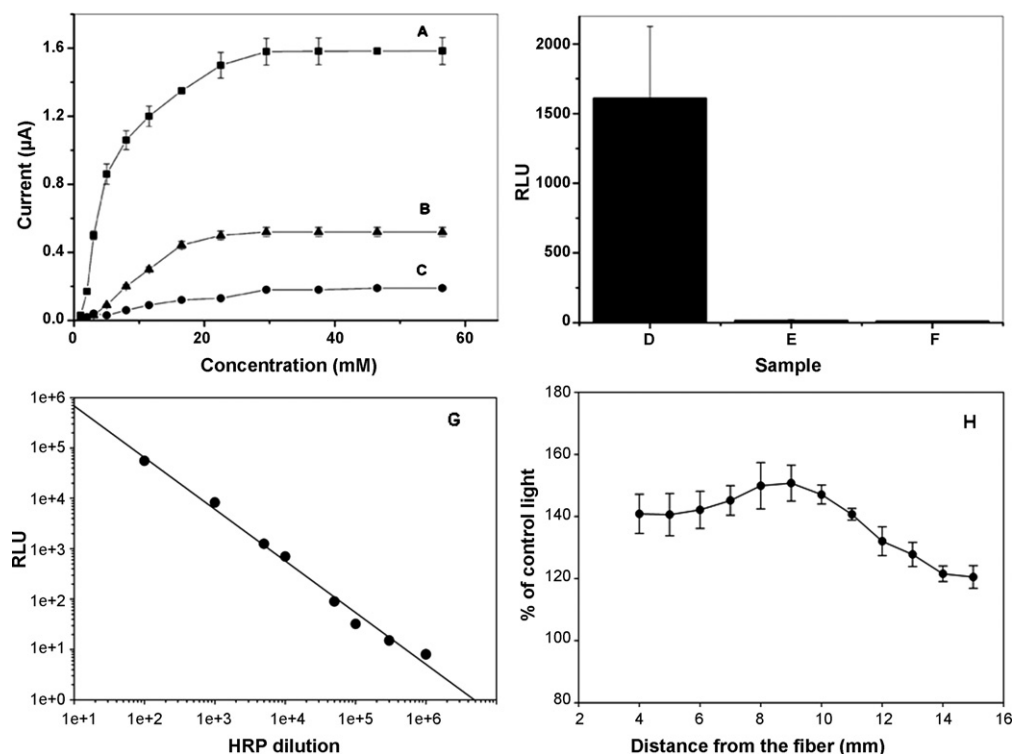 A
B
C
1.6
1.2
0.8
0.4
0.0
0
20
40
60
Current (µA)
Concentration (mM)
2000
1500
1000
500
0
D
E
F
RLU
Sample
G
1e+6
1e+5
1e+4
1e+3
1e+2
1e+1
1e+0
1e+1
1e+2
1e+3
1e+4
1e+5
1e+6
RLU
HRP dilution
H
180
160
140
120
100
80
2
4
6
8
10
12
14
16
% of control light
Distance from the fiber (mm)